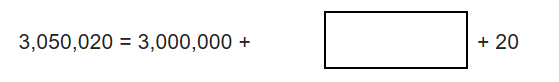 3,050,020 = 3,000,000 + + 20